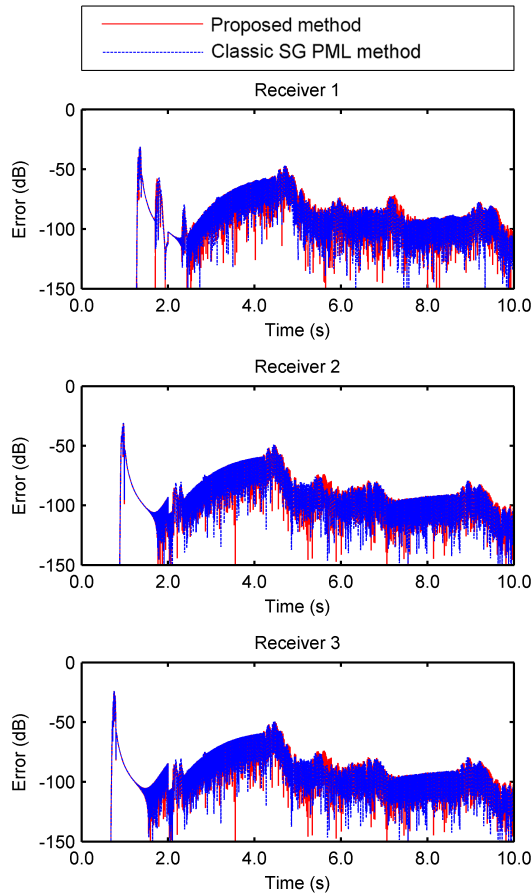 Proposed method
Classic SG PML method
Receiver 1
0
-50
-100
-150
Error (dB)
0.0 2.0 4.0 6.0 8.0 10.0
Time (s)
Receiver 2
0
-50
-100
-150
Error (dB)
0.0 2.0 4.0 6.0 8.0 10.0
Time (s)
Receiver 3
0
-50
-100
-150
Error (dB)
0.0 2.0 4.0 6.0 8.0 10.0
Time (s)